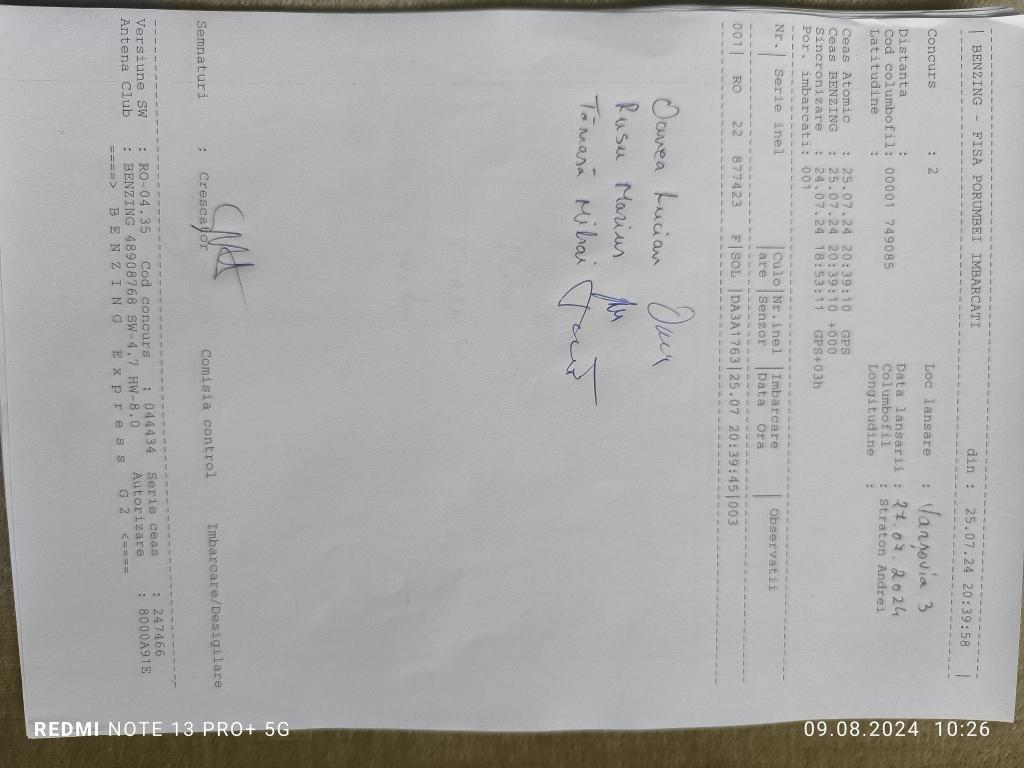 | BENZING - FISA PORUMBEI IMBARCATI din : 25.07.24 20:39:58 |
Concurs : 2 Loc lansare : Varsovia 3
Distanta : Data lansarii : 27.07.2024
Cod columbofil: 00001 749085 Columbofil : Straton Andrei
Latitudine : Longitudine :
Ceas Atomic : 25.07.24 20:39:10 GPS
Ceas BENZING : 25.07.24 20:39:10 +000
Sincronizare : 24.07.24 18:53:11 GPS+03h
Por. imbarcati: 001
Nr.| Serie inel |Culo|Nr.inel |Imbarcare | Observatii
|are |Senzor |Data Ora |
001| RO 22 877423 F|SOL |DA3A1763|25.07 20:39:45|003
Lucian
Rusu Marius
Tămasă Mihai
Semnaturi : Crescator Comisia control Imbarcare/Desigilare
Versiune SW : RO-04.35 Cod concurs : 044434 Serie ceas : 247466
Antena Club : BENZING 48908768 SW-4.7 HW-8.0 Autorizare : 8000A91E
====> B E N Z I N G E x p r e s s G 2 <====
REDMI NOTE 13 PRO+ 5G
09.08.2024 10:26